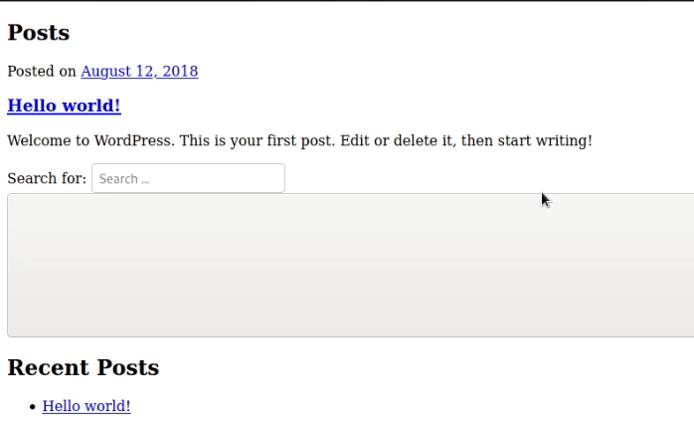 Posts
Posted on August 12, 2018
Hello world!
Welcome to WordPress. This is your first post. Edit or delete it, then start writing!
Search for: Search ...
Recent Posts
Hello world!